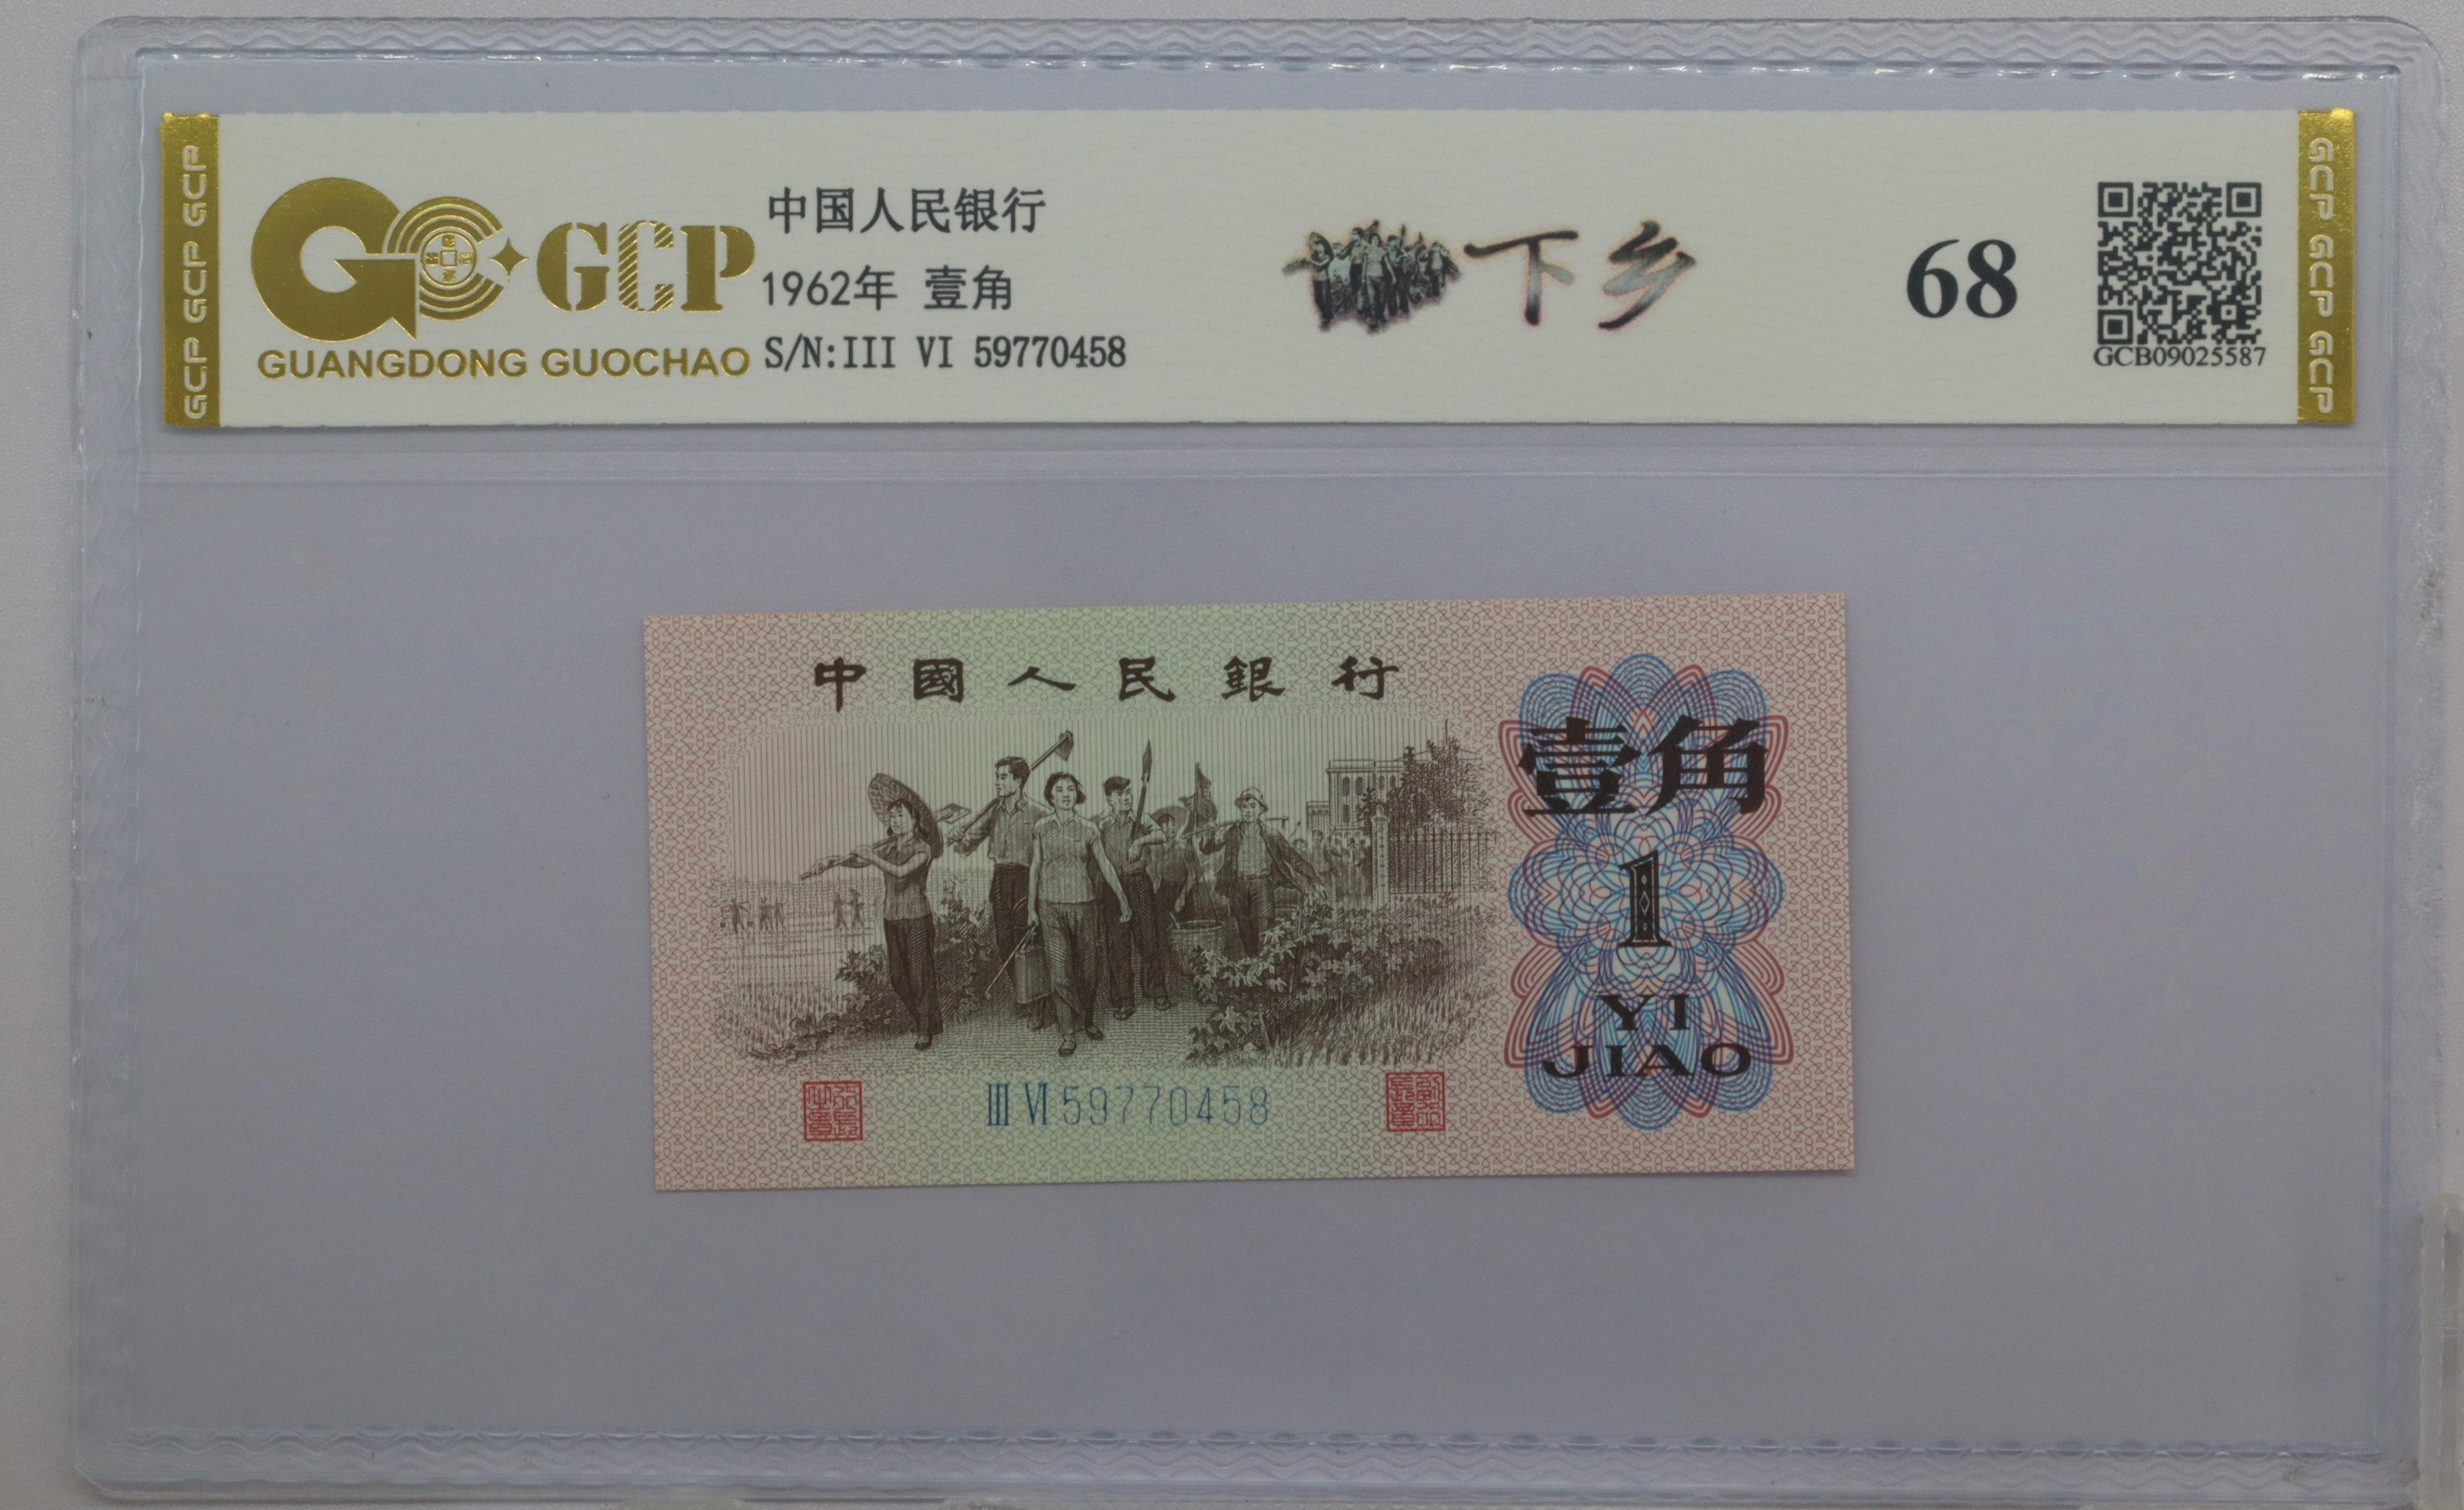 GCP GCP GCP
GCP
GUANGDONG GUOCHAO
中国人民银行
1962年 壹角
S/N:III VI 59770458
下乡
68
GCB09025587
GCP GCP GCP
中國人民銀行
壹角
1
YI
JIAO
III VI 59770458